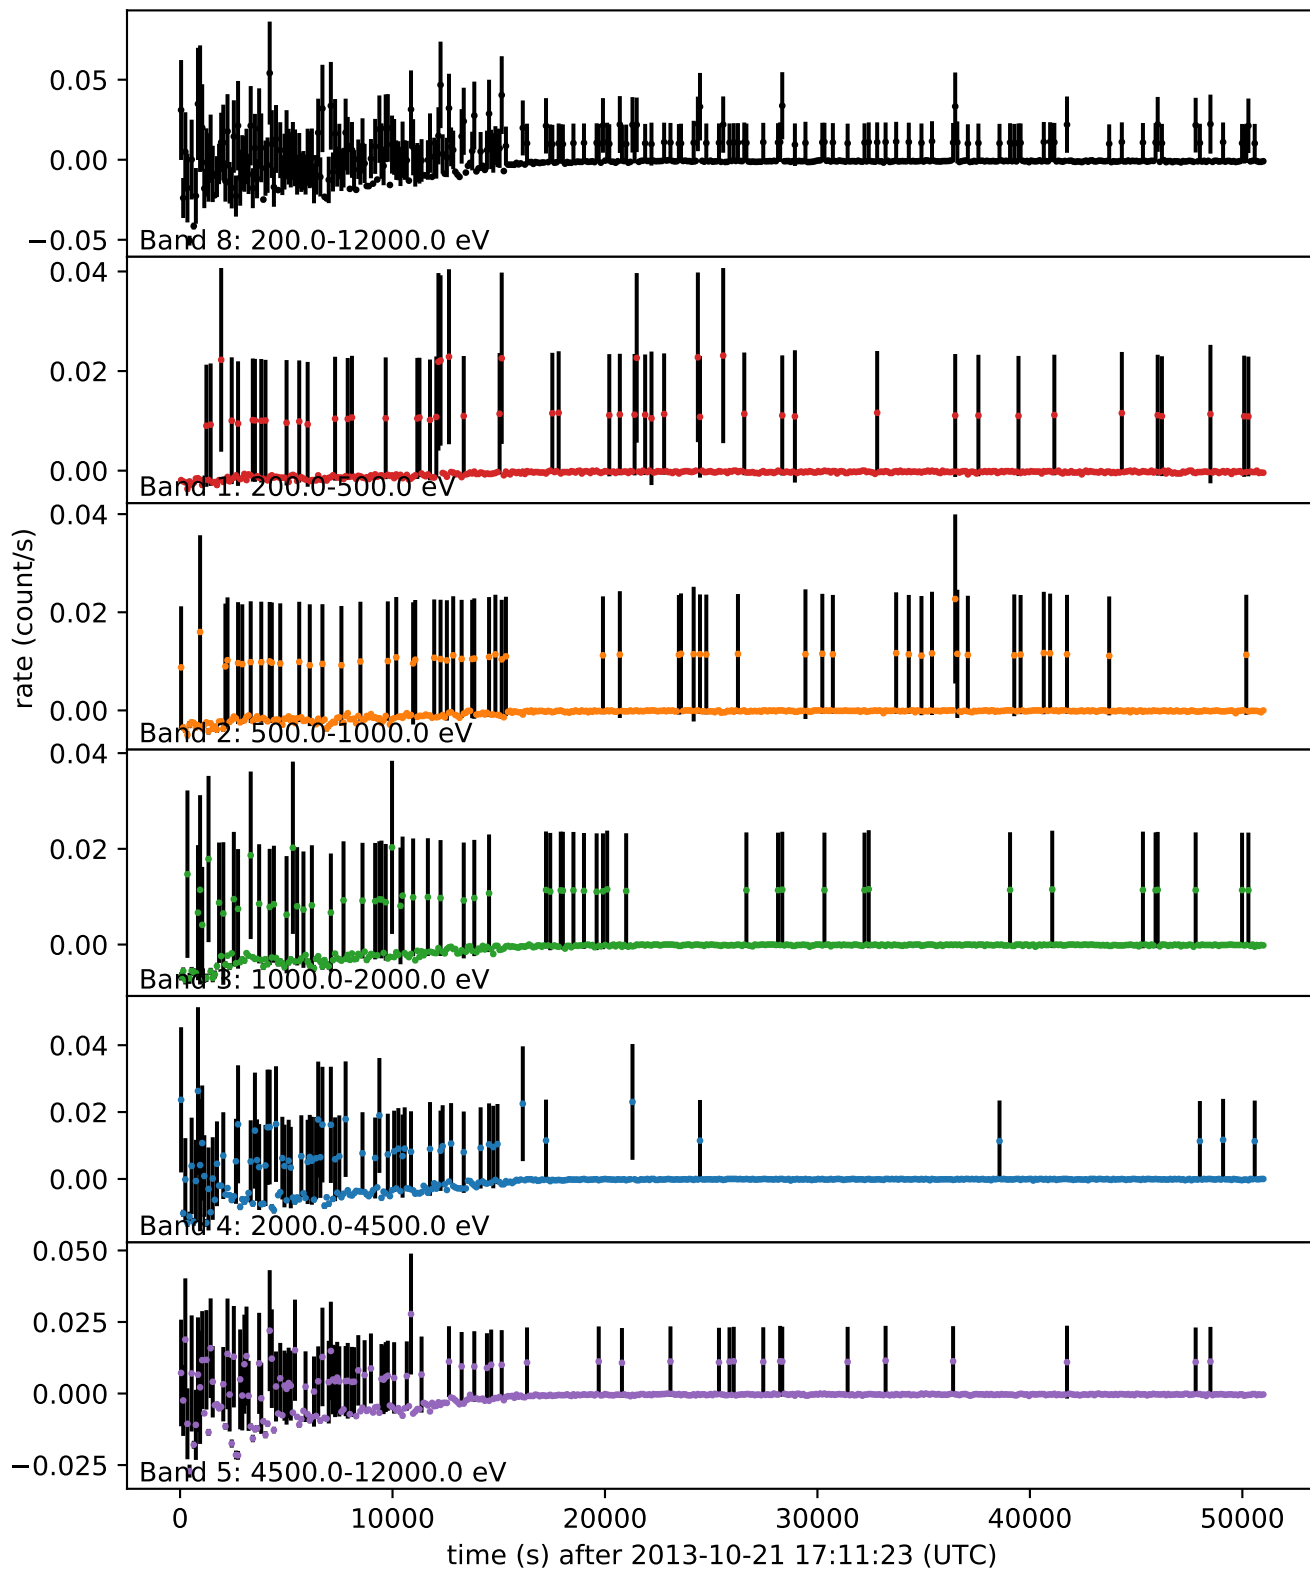 0.05
0.00
−0.05
Band 8: 200.0-12000.0 eV
0.04
0.02
0.00
Band 1: 200.0-500.0 eV
0.04
0.02
0.00
Band 2: 500.0-1000.0 eV
rate (count/s)
0.04
0.02
0.00
Band 3: 1000.0-2000.0 eV
0.04
0.02
0.00
Band 4: 2000.0-4500.0 eV
0.050
0.025
0.000
−0.025
Band 5: 4500.0-12000.0 eV
0 10000 20000 30000 40000 50000
time (s) after 2013-10-21 17:11:23 (UTC)